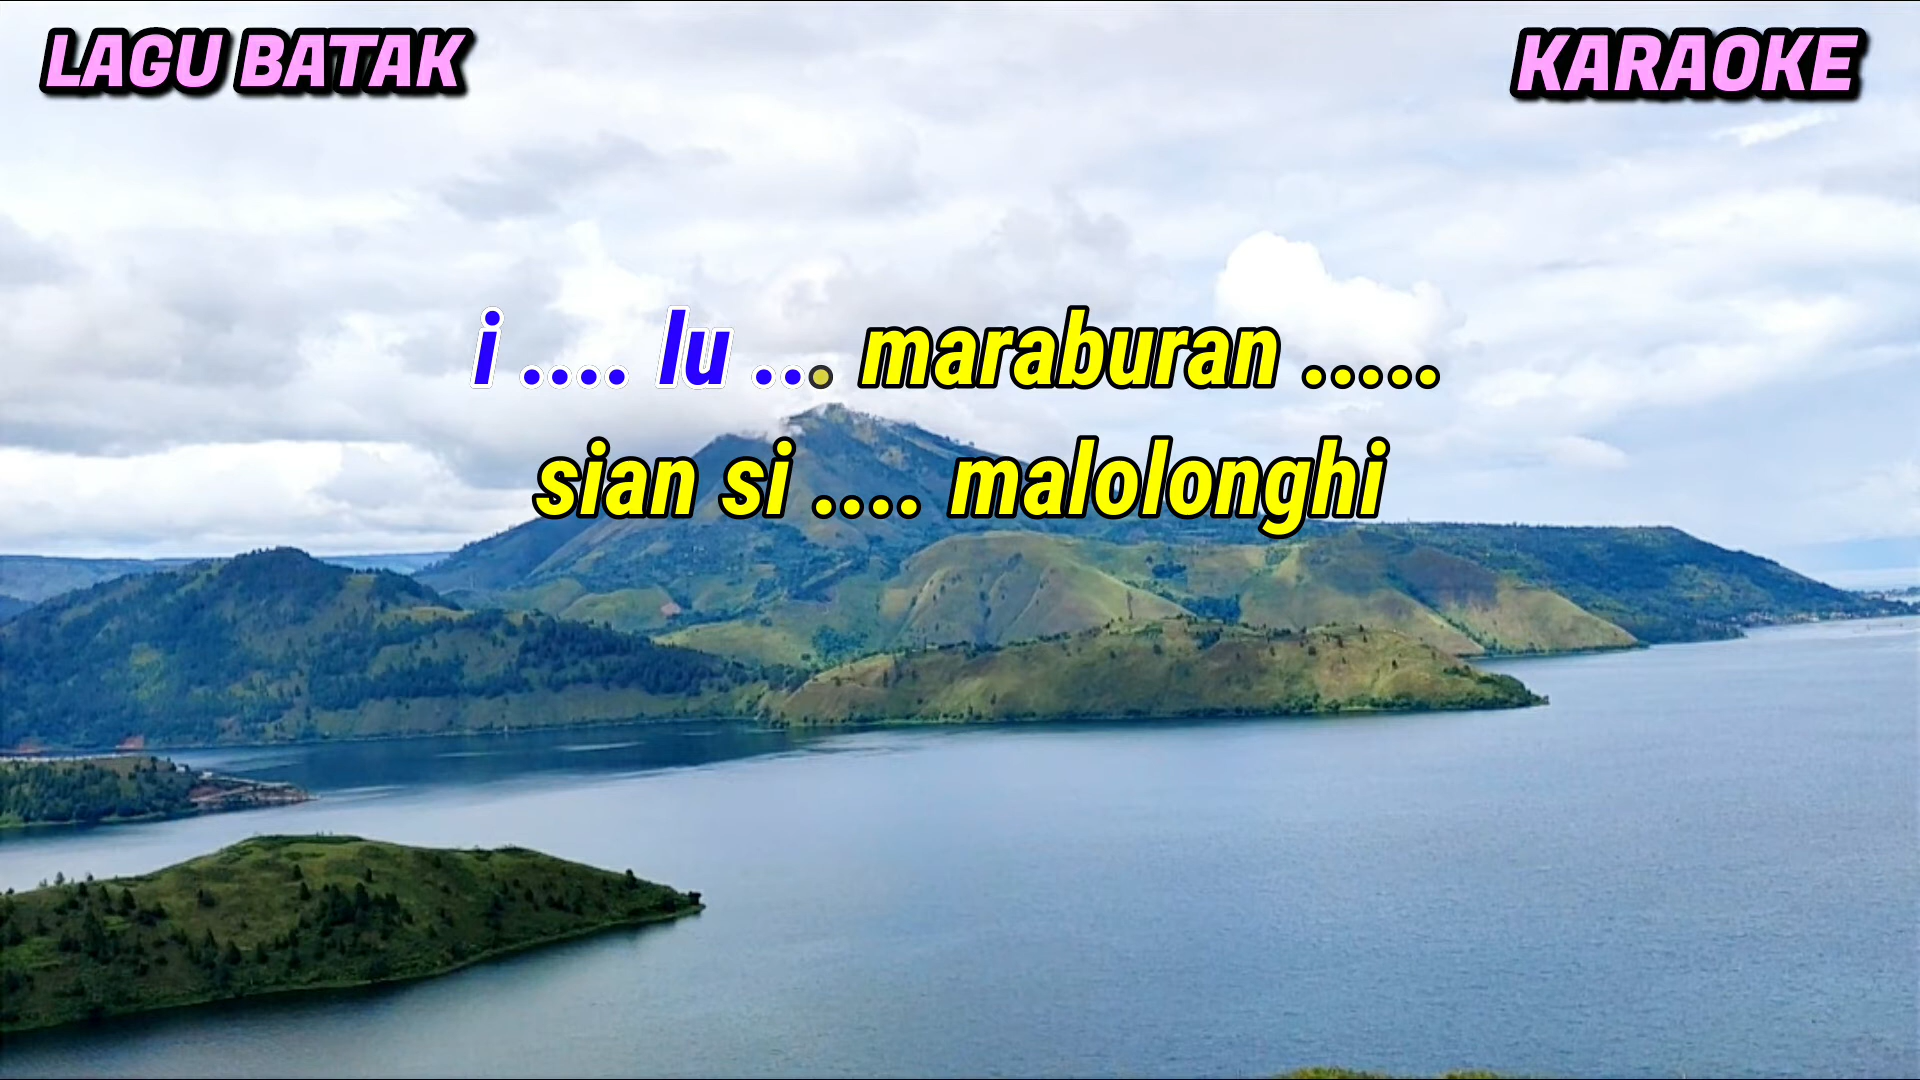 LAGU BATAK
KARAOKE
i .... lu ... maraburan .....
sian si .... malolonghi